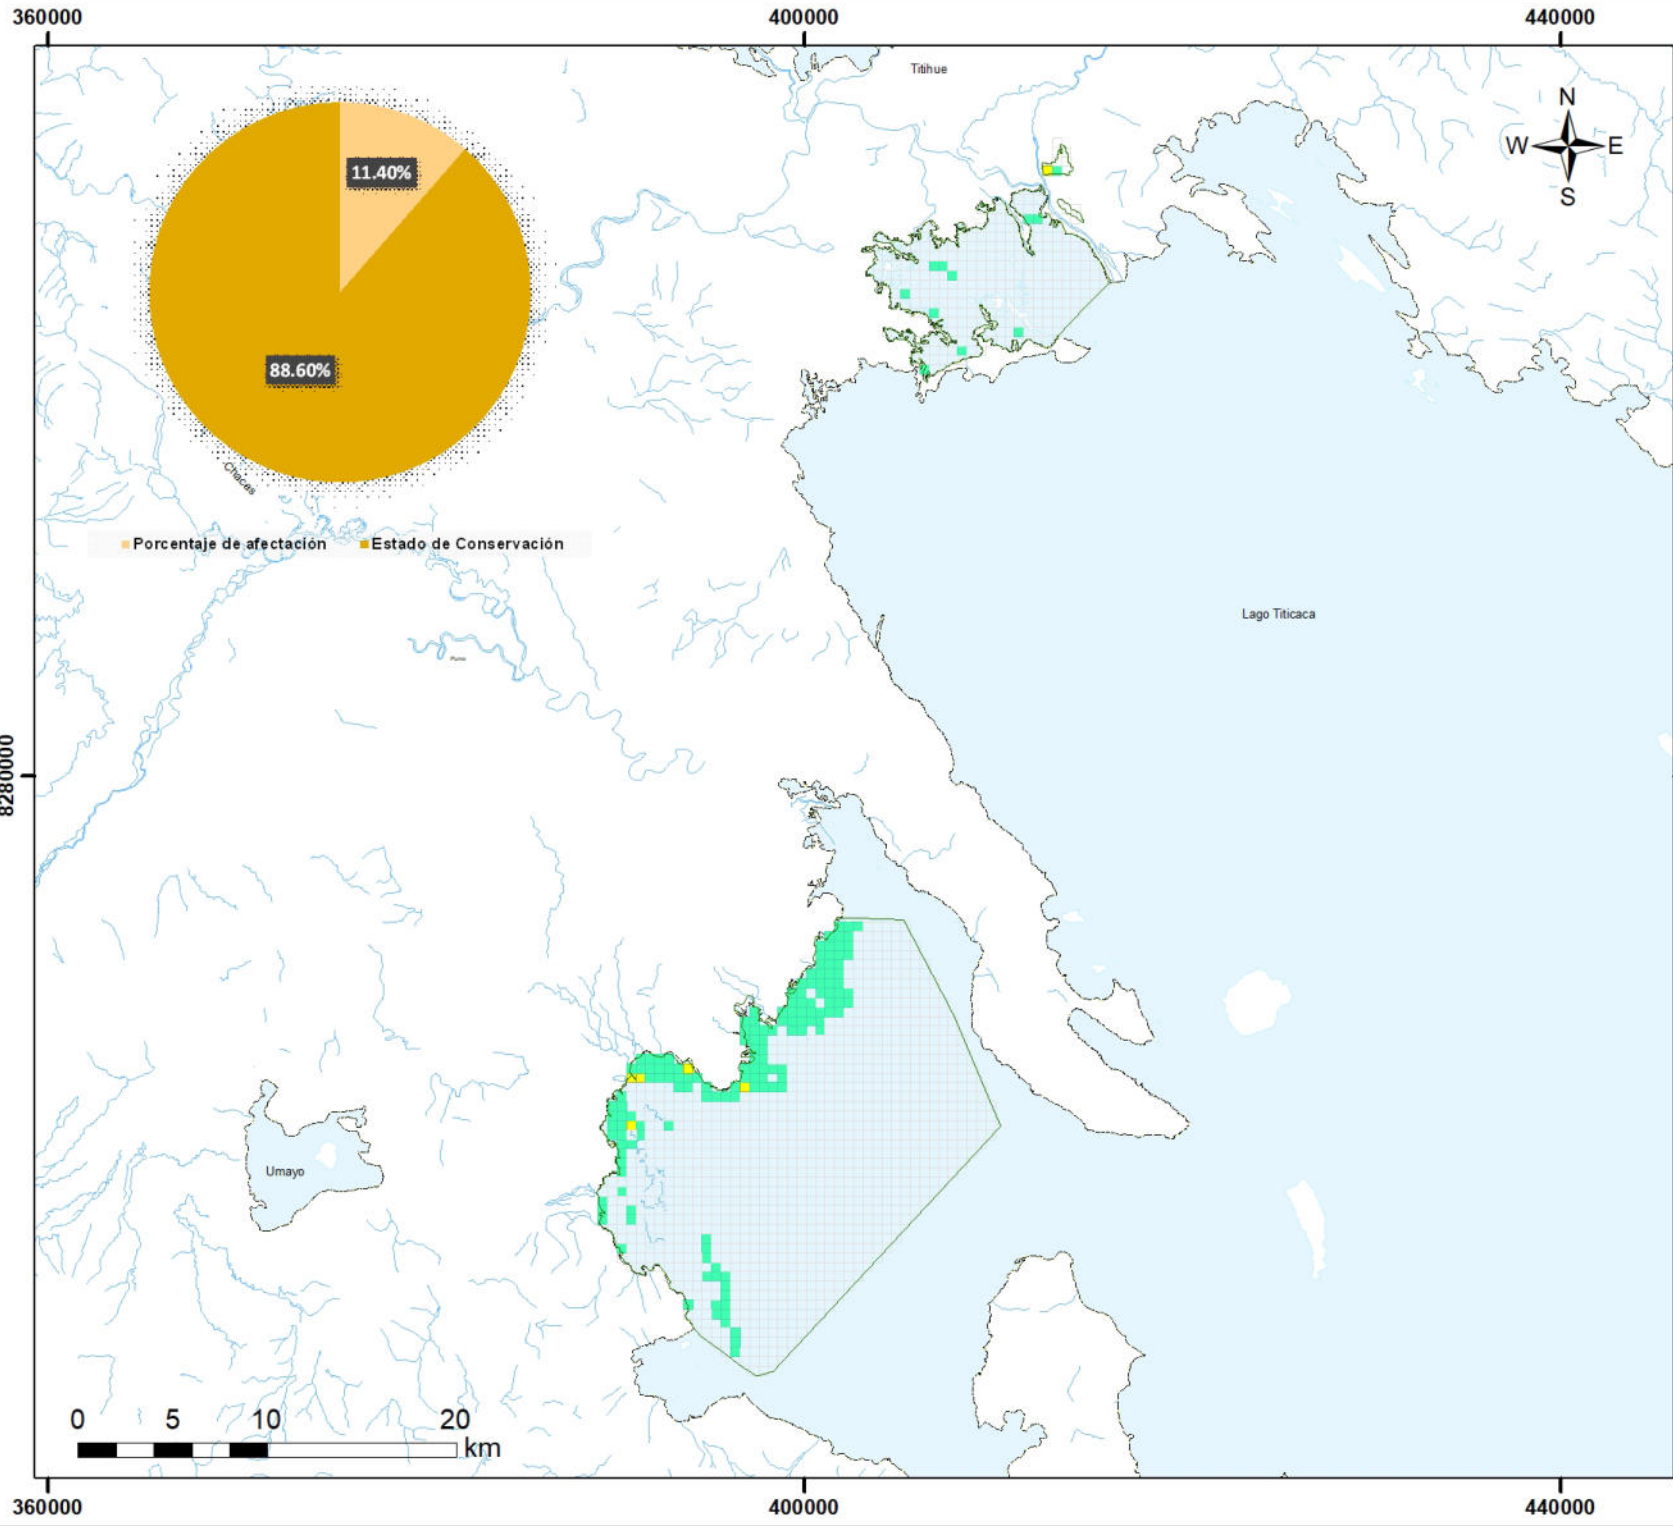 360000 400000 440000
Titihue
N
W E
S
11.40%
88.60%
Chacas
Porcentaje de afectación Estado de Conservación
Lago Titicaca
Puno
8280000
Umayo
0 5 10 20
km
360000 400000 440000